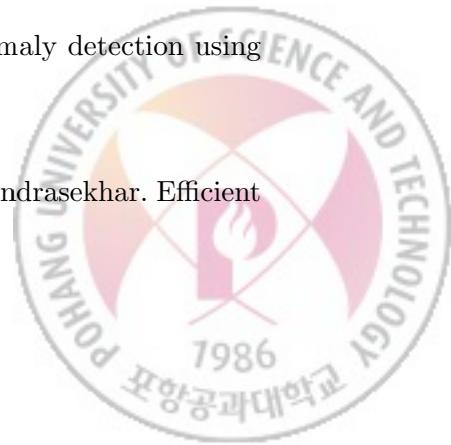 maly detection using
ndrasekhar. Efficient
POHANG UNIVERSITY OF SCIENCE AND TECHNOLOGY
1986
포항공과대학교